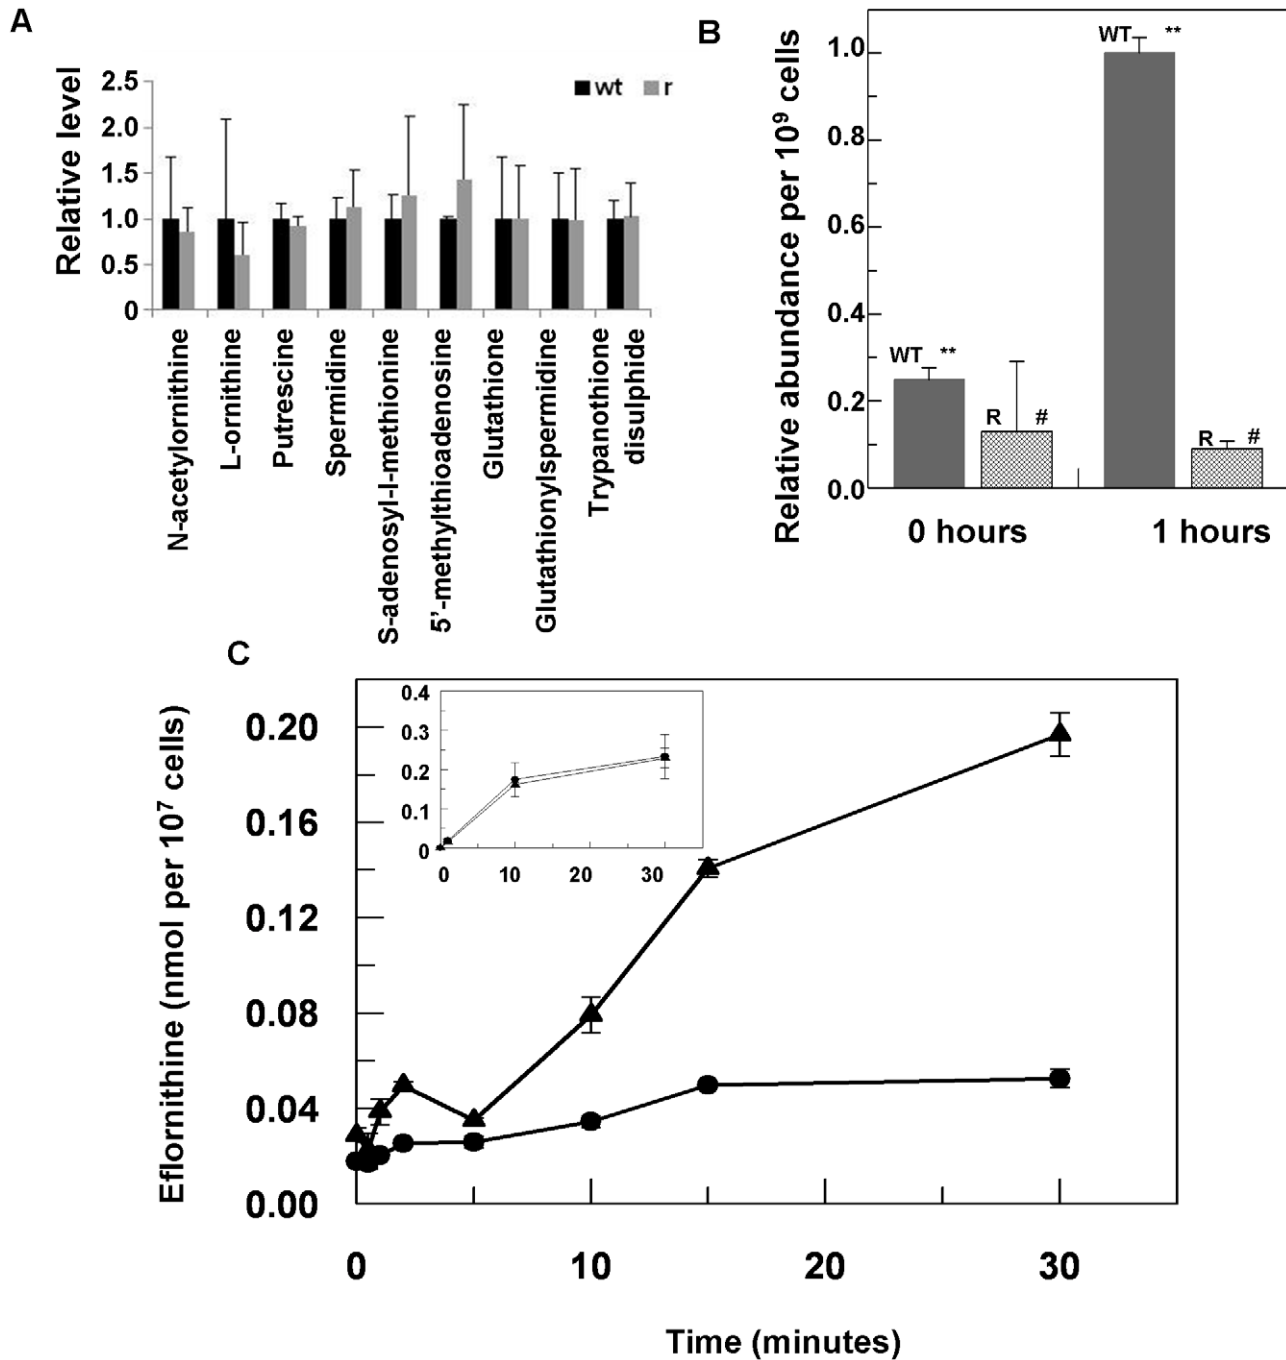 A
Relative level
2.5
2.0
1.5
1.0
0.5
0
wt
r
N-acetylornithine
L-ornithine
Putrescine
Spermidine
S-adenosyl-l-methionine
5'-methylthioadenosine
Glutathione
Glutathionylspermidine
Trypanothione
disulphide
B
Relative abundance per 10⁹ cells
1.0
0.8
0.6
0.4
0.2
0.0
WT **
R #
WT **
R #
0 hours
1 hours
C
Eflornithine (nmol per 10⁷ cells)
0.20
0.16
0.12
0.08
0.04
0.00
0.4
0.3
0.2
0.1
0
0 10 20 30
0 10 20 30
Time (minutes)